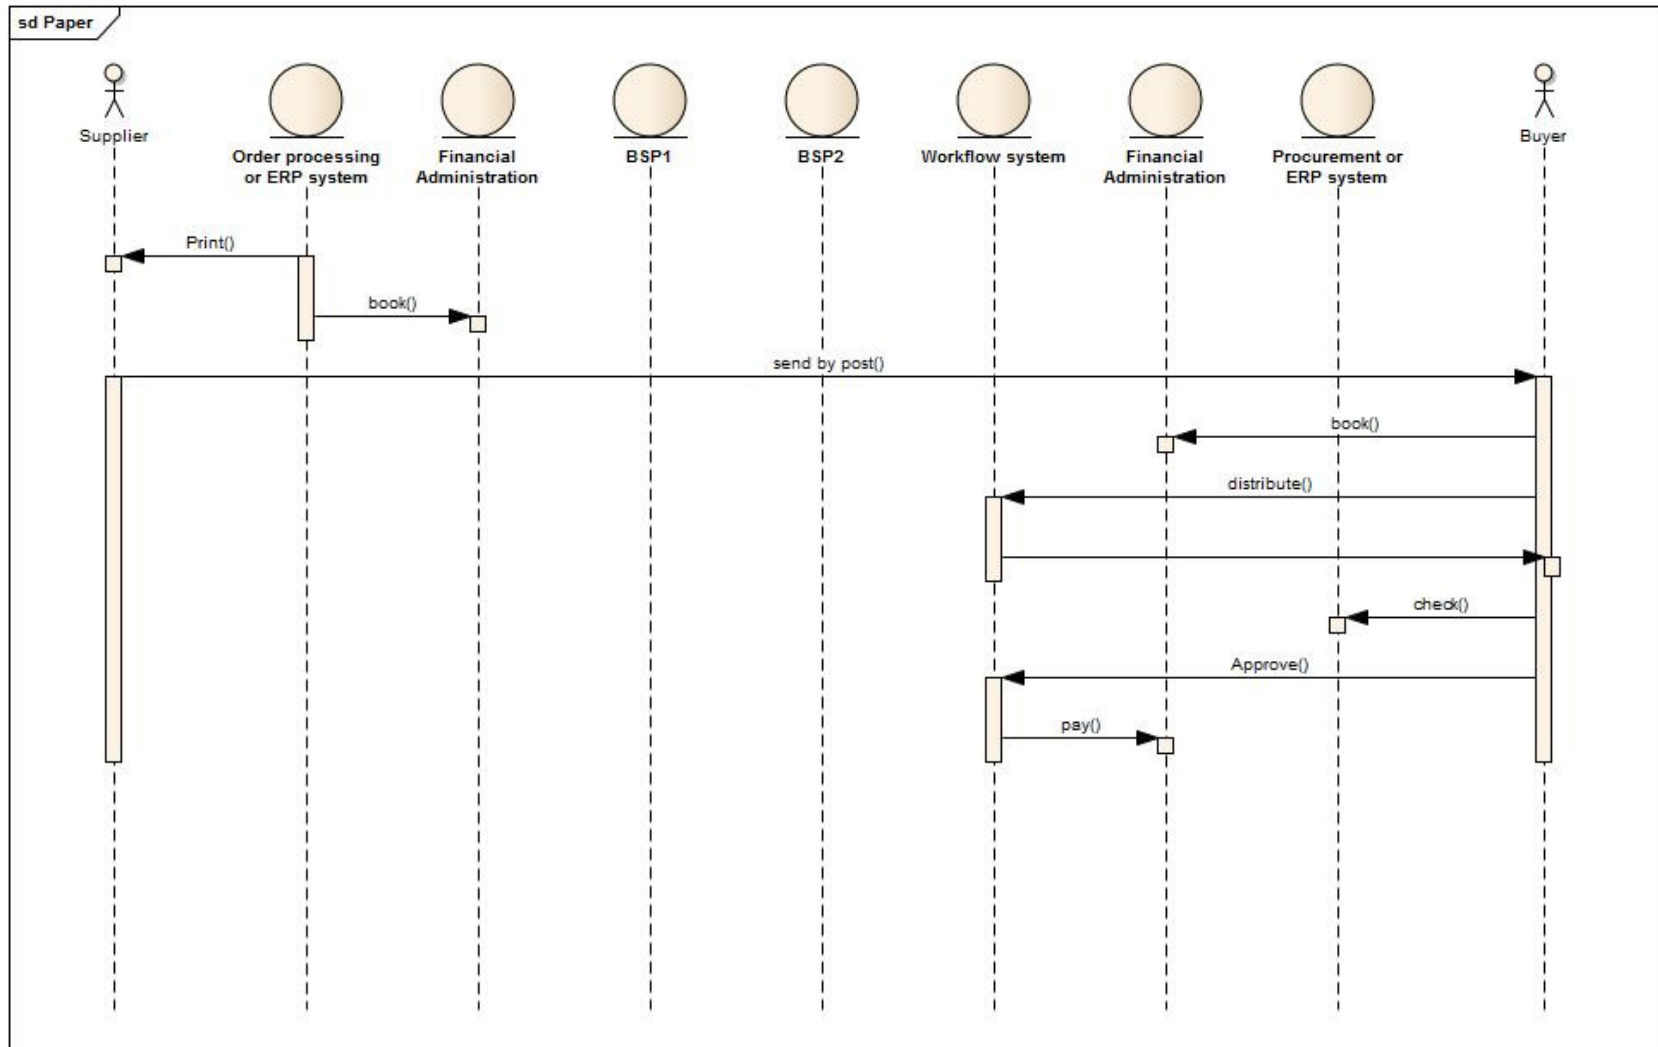 sd Paper
Supplier
Order processing
or ERP system
Financial
Administration
BSP1
BSP2
Workflow system
Financial
Administration
Procurement or
ERP system
Buyer
Print()
book()
send by post()
book()
distribute()
check()
Approve()
pay()